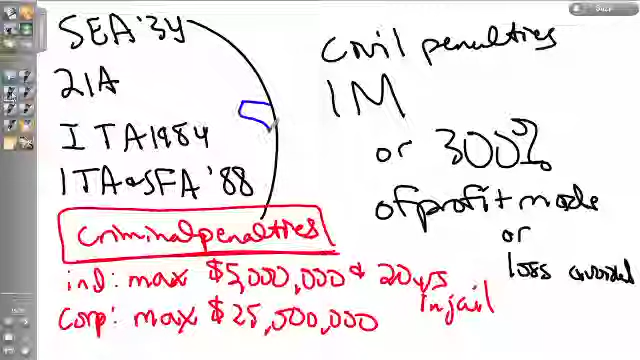 SEA '34
21A
ITA 1984
ITA & SFA '88
Civil penalties
1M
or 300%
of profit made
or
loss avoided
Criminal penalties
ind: max $5,000,000 & 20 yrs
in jail
Corp: max $25,000,000